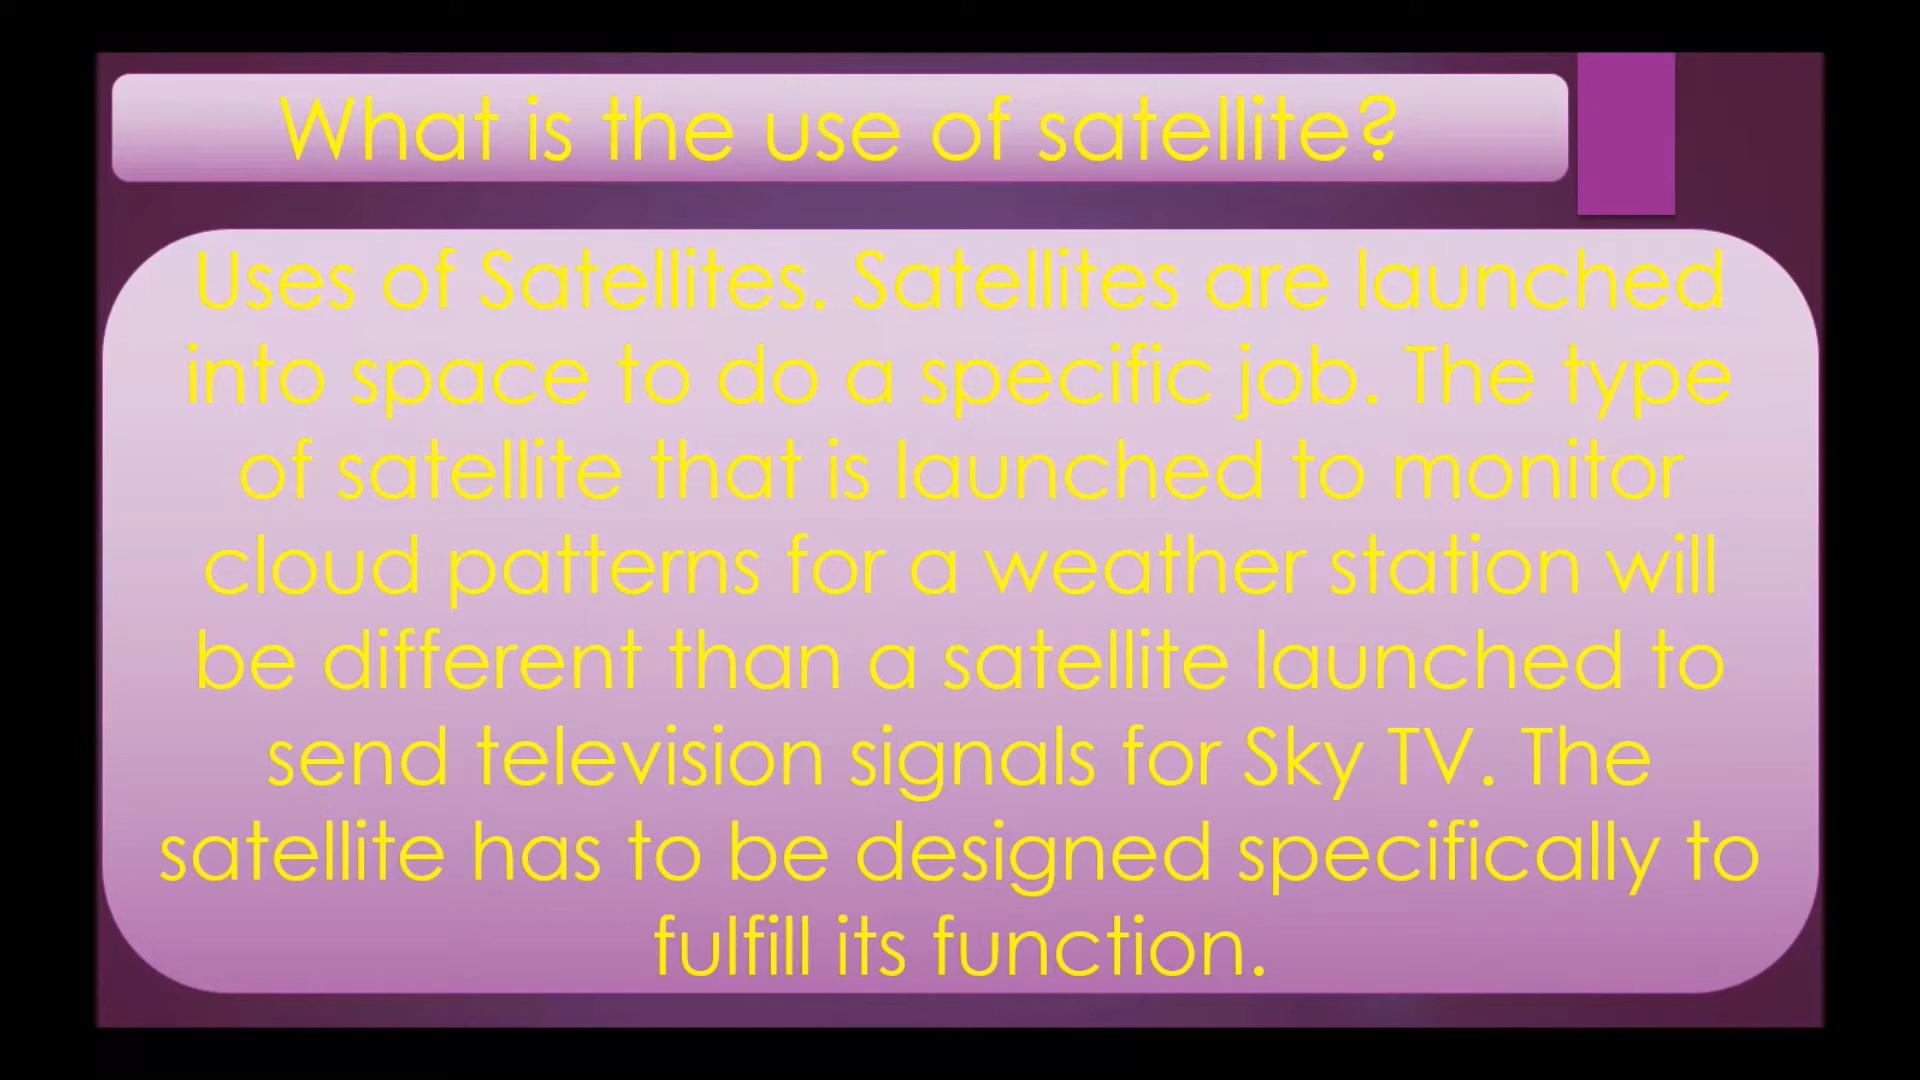 What is the use of satellite?
Uses of Satellites. Satellites are launched
into space to do a specific job. The type
of satellite that is launched to monitor
cloud patterns for a weather station will
be different than a satellite launched to
send television signals for Sky TV. The
satellite has to be designed specifically to
fulfill its function.